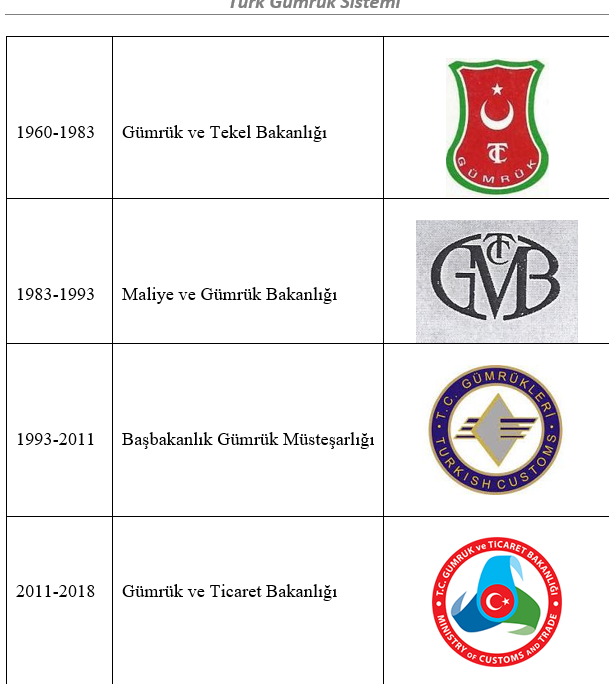 Türk Gümrük Sistemi
1960-1983 Gümrük ve Tekel Bakanlığı
TC
GÜMRÜK
1983-1993 Maliye ve Gümrük Bakanlığı
TC
GMB
1993-2011 Başbakanlık Gümrük Müsteşarlığı
T.C. GÜMRÜKLERİ
TURKISH CUSTOMS
2011-2018 Gümrük ve Ticaret Bakanlığı
T.C. GÜMRÜK ve TİCARET BAKANLIĞI
MINISTRY OF CUSTOMS AND TRADE